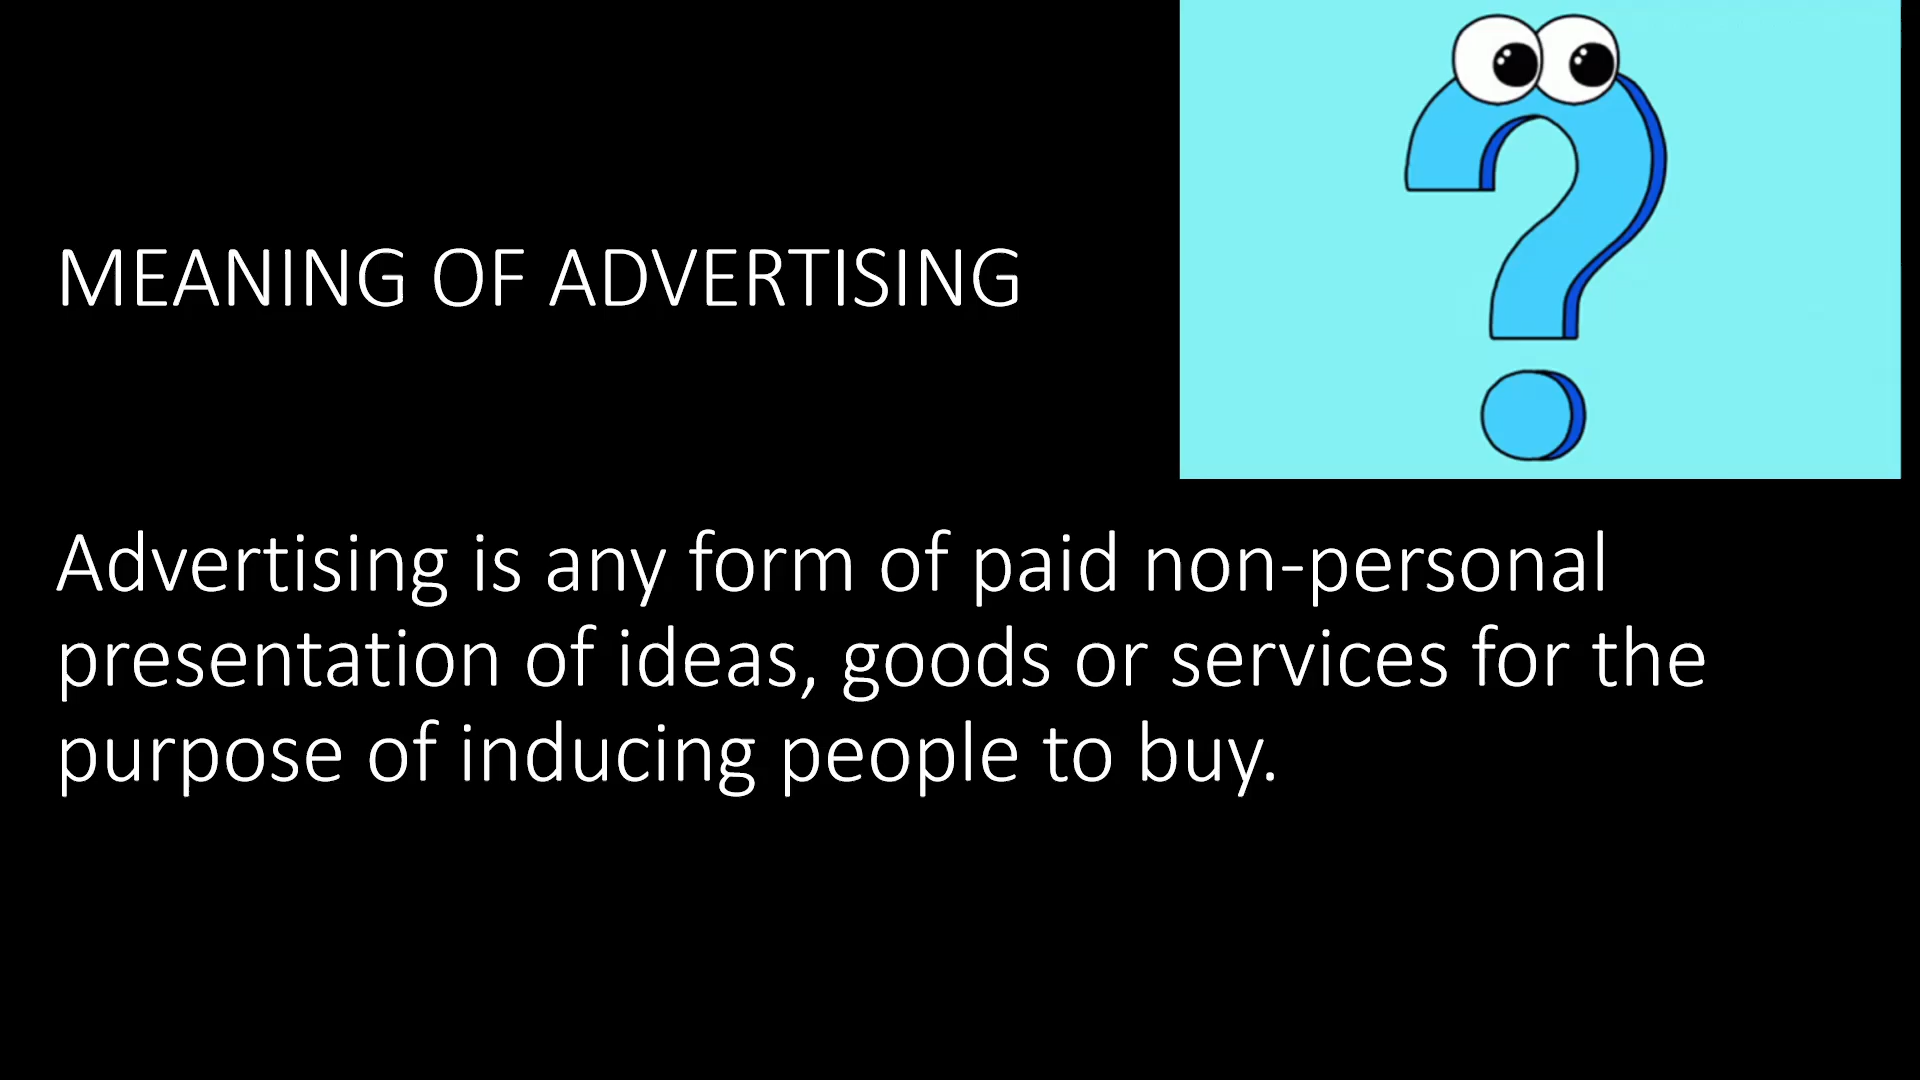 MEANING OF ADVERTISING
Advertising is any form of paid non-personal
presentation of ideas, goods or services for the
purpose of inducing people to buy.